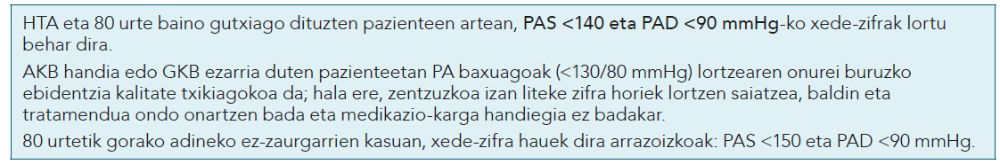 HTA eta 80 urte baino gutxiago dituzten pazienteen artean, PAS <140 eta PAD <90 mmHg-ko xede-zifrak lortu
behar dira.
AKB handia edo GKB ezarria duten pazienteetan PA baxuagoak (<130/80 mmHg) lortzearen onurei buruzko
ebidentzia kalitate txikiagokoa da; hala ere, zentzuzkoa izan liteke zifra horiek lortzen saiatzea, baldin eta
tratamendua ondo onartzen bada eta medikazio-karga handiegia ez badakar.
80 urtetik gorako adineko ez-zaurgarrien kasuan, xede-zifra hauek dira arrazoizkoak: PAS <150 eta PAD <90 mmHg.